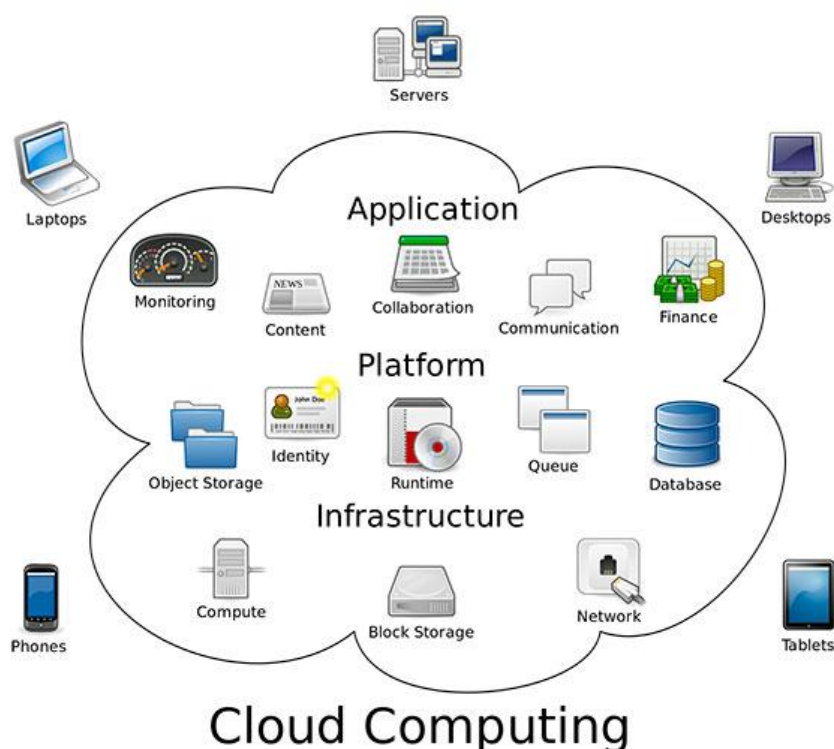 Servers
Laptops
Desktops
Application
Monitoring
NEWS
Content
Collaboration
Communication
Finance
Platform
Object Storage
John Doe
Identity
Runtime
Queue
Database
Infrastructure
Compute
Block Storage
Network
Phones
Tablets
Cloud Computing